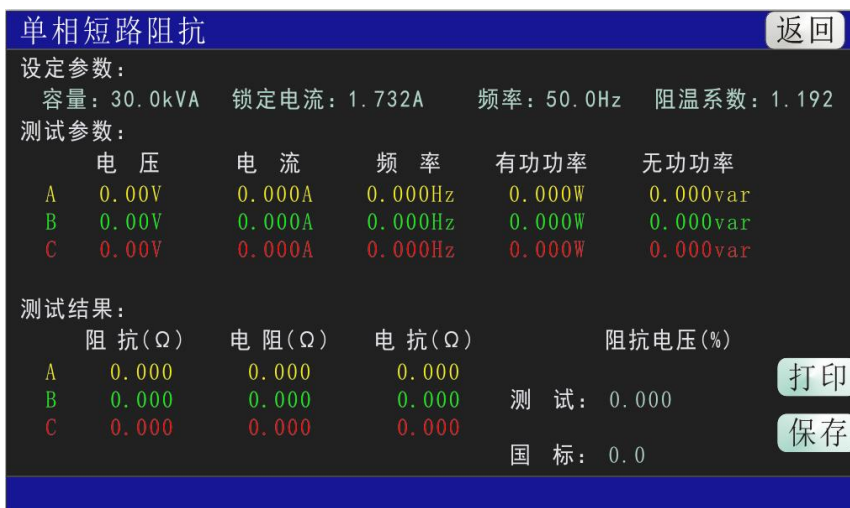 单相短路阻抗 返回
设定参数：
容量：30.0kVA 锁定电流：1.732A 频率：50.0Hz 阻温系数：1.192
测试参数：
电 压 电 流 频 率 有功功率 无功功率
A 0.00V 0.000A 0.000Hz 0.000W 0.000var
B 0.00V 0.000A 0.000Hz 0.000W 0.000var
C 0.00V 0.000A 0.000Hz 0.000W 0.000var
测试结果：
阻 抗(Ω) 电 阻(Ω) 电 抗(Ω) 阻抗电压(%)
A 0.000 0.000 0.000 打印
B 0.000 0.000 0.000 测 试：0.000
C 0.000 0.000 0.000 保存
国 标：0.0